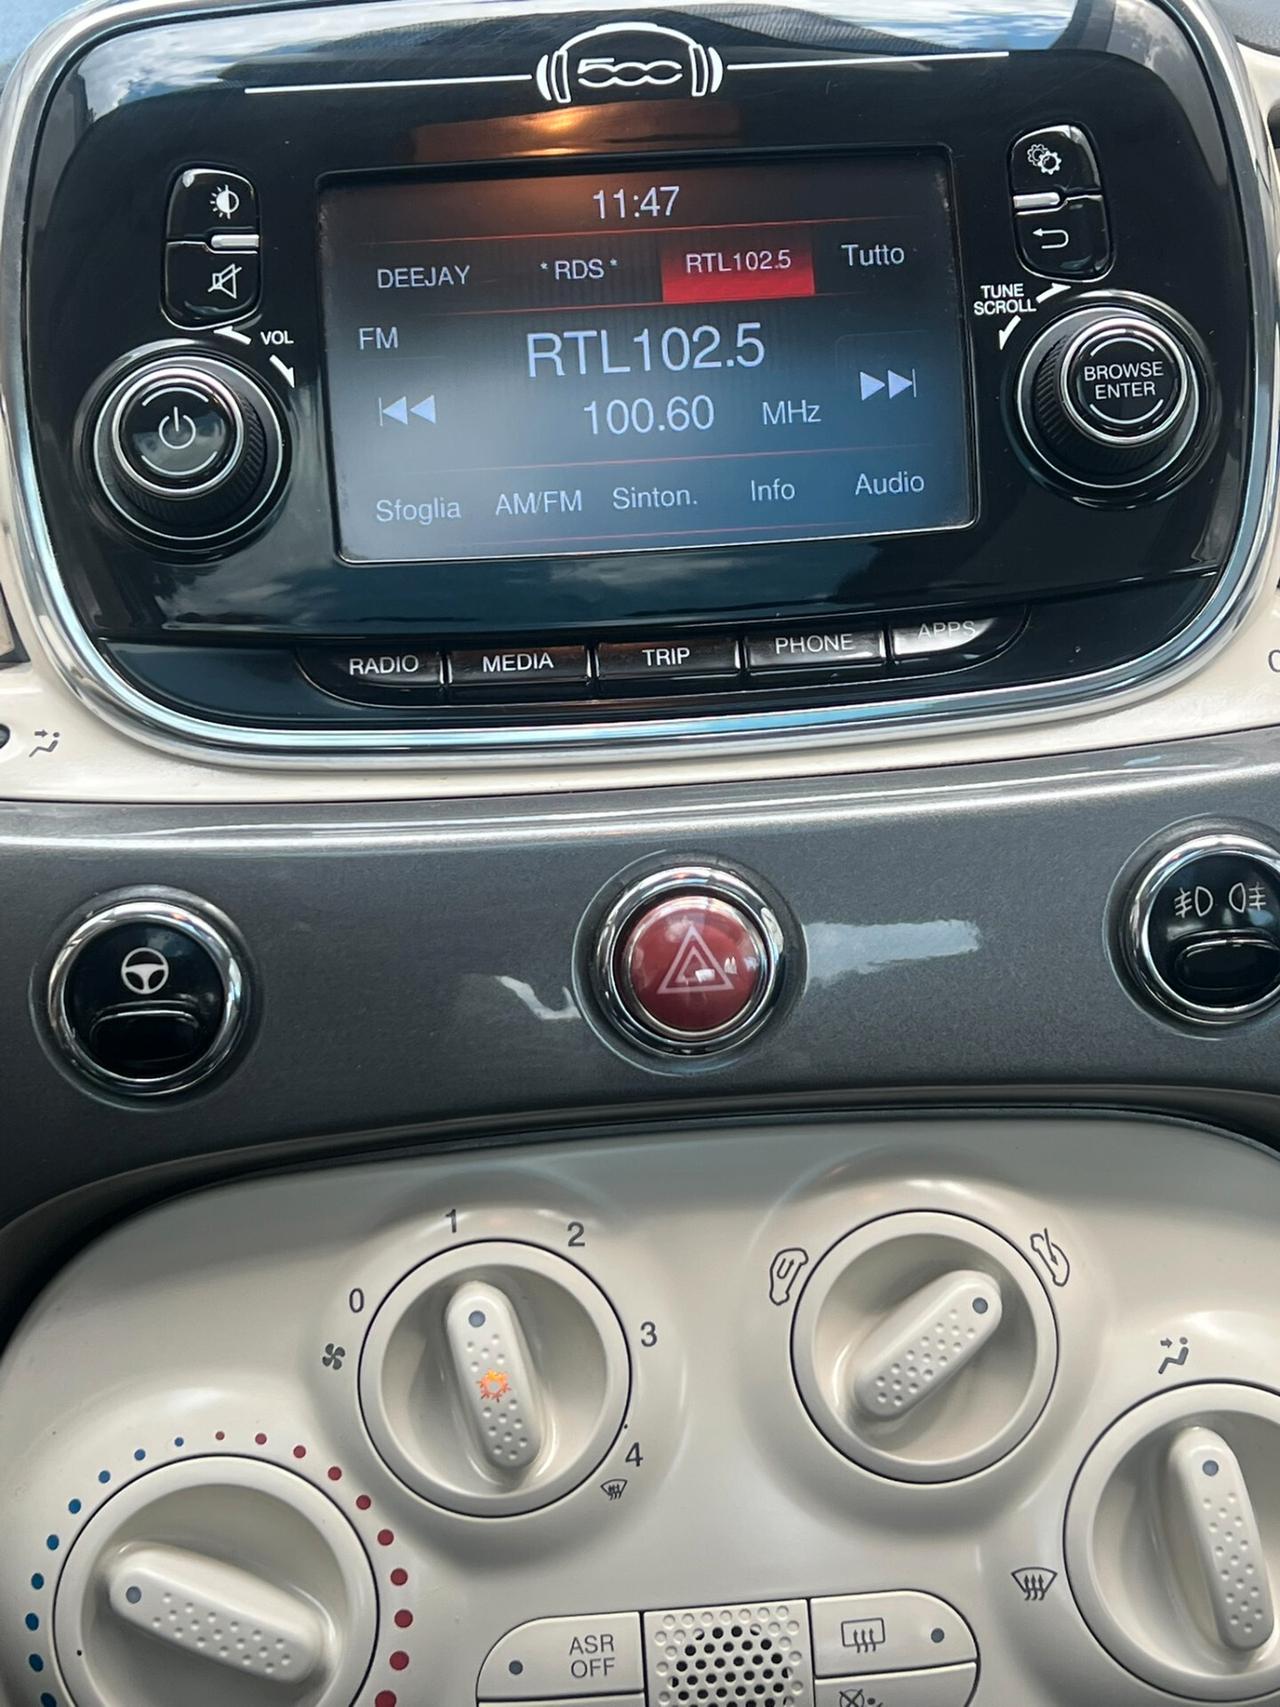 500
11:47
DEEJAY *RDS* RTL102.5 Tutto
FM
RTL102.5
100.60 MHz
Sfoglia AM/FM Sinton. Info Audio
VOL
TUNE
SCROLL
BROWSE
ENTER
RADIO MEDIA TRIP PHONE APPS
0 1 2 3 4
ASR
OFF